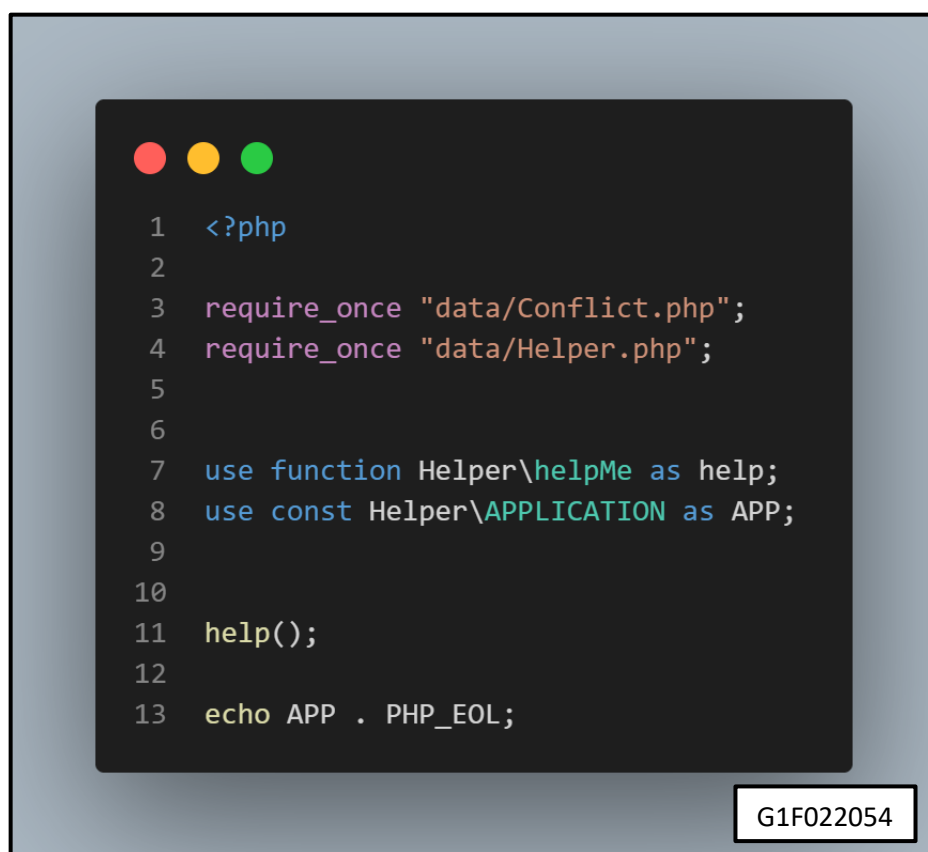 1 <?php
2
3 require_once "data/Conflict.php";
4 require_once "data/Helper.php";
5
6
7 use function Helper\helpMe as help;
8 use const Helper\APPLICATION as APP;
9
10
11 help();
12
13 echo APP . PHP_EOL;
G1F022054